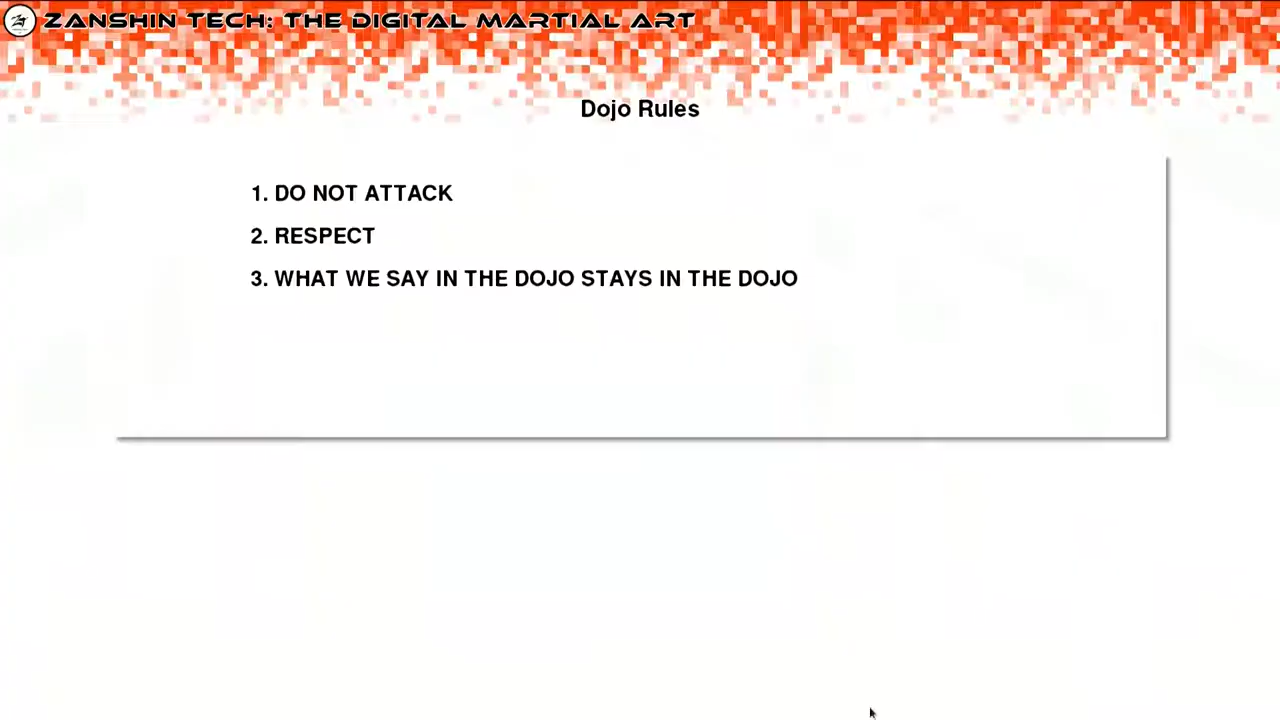 ZANSHIN TECH: THE DIGITAL MARTIAL ART
Dojo Rules
1. DO NOT ATTACK
2. RESPECT
3. WHAT WE SAY IN THE DOJO STAYS IN THE DOJO